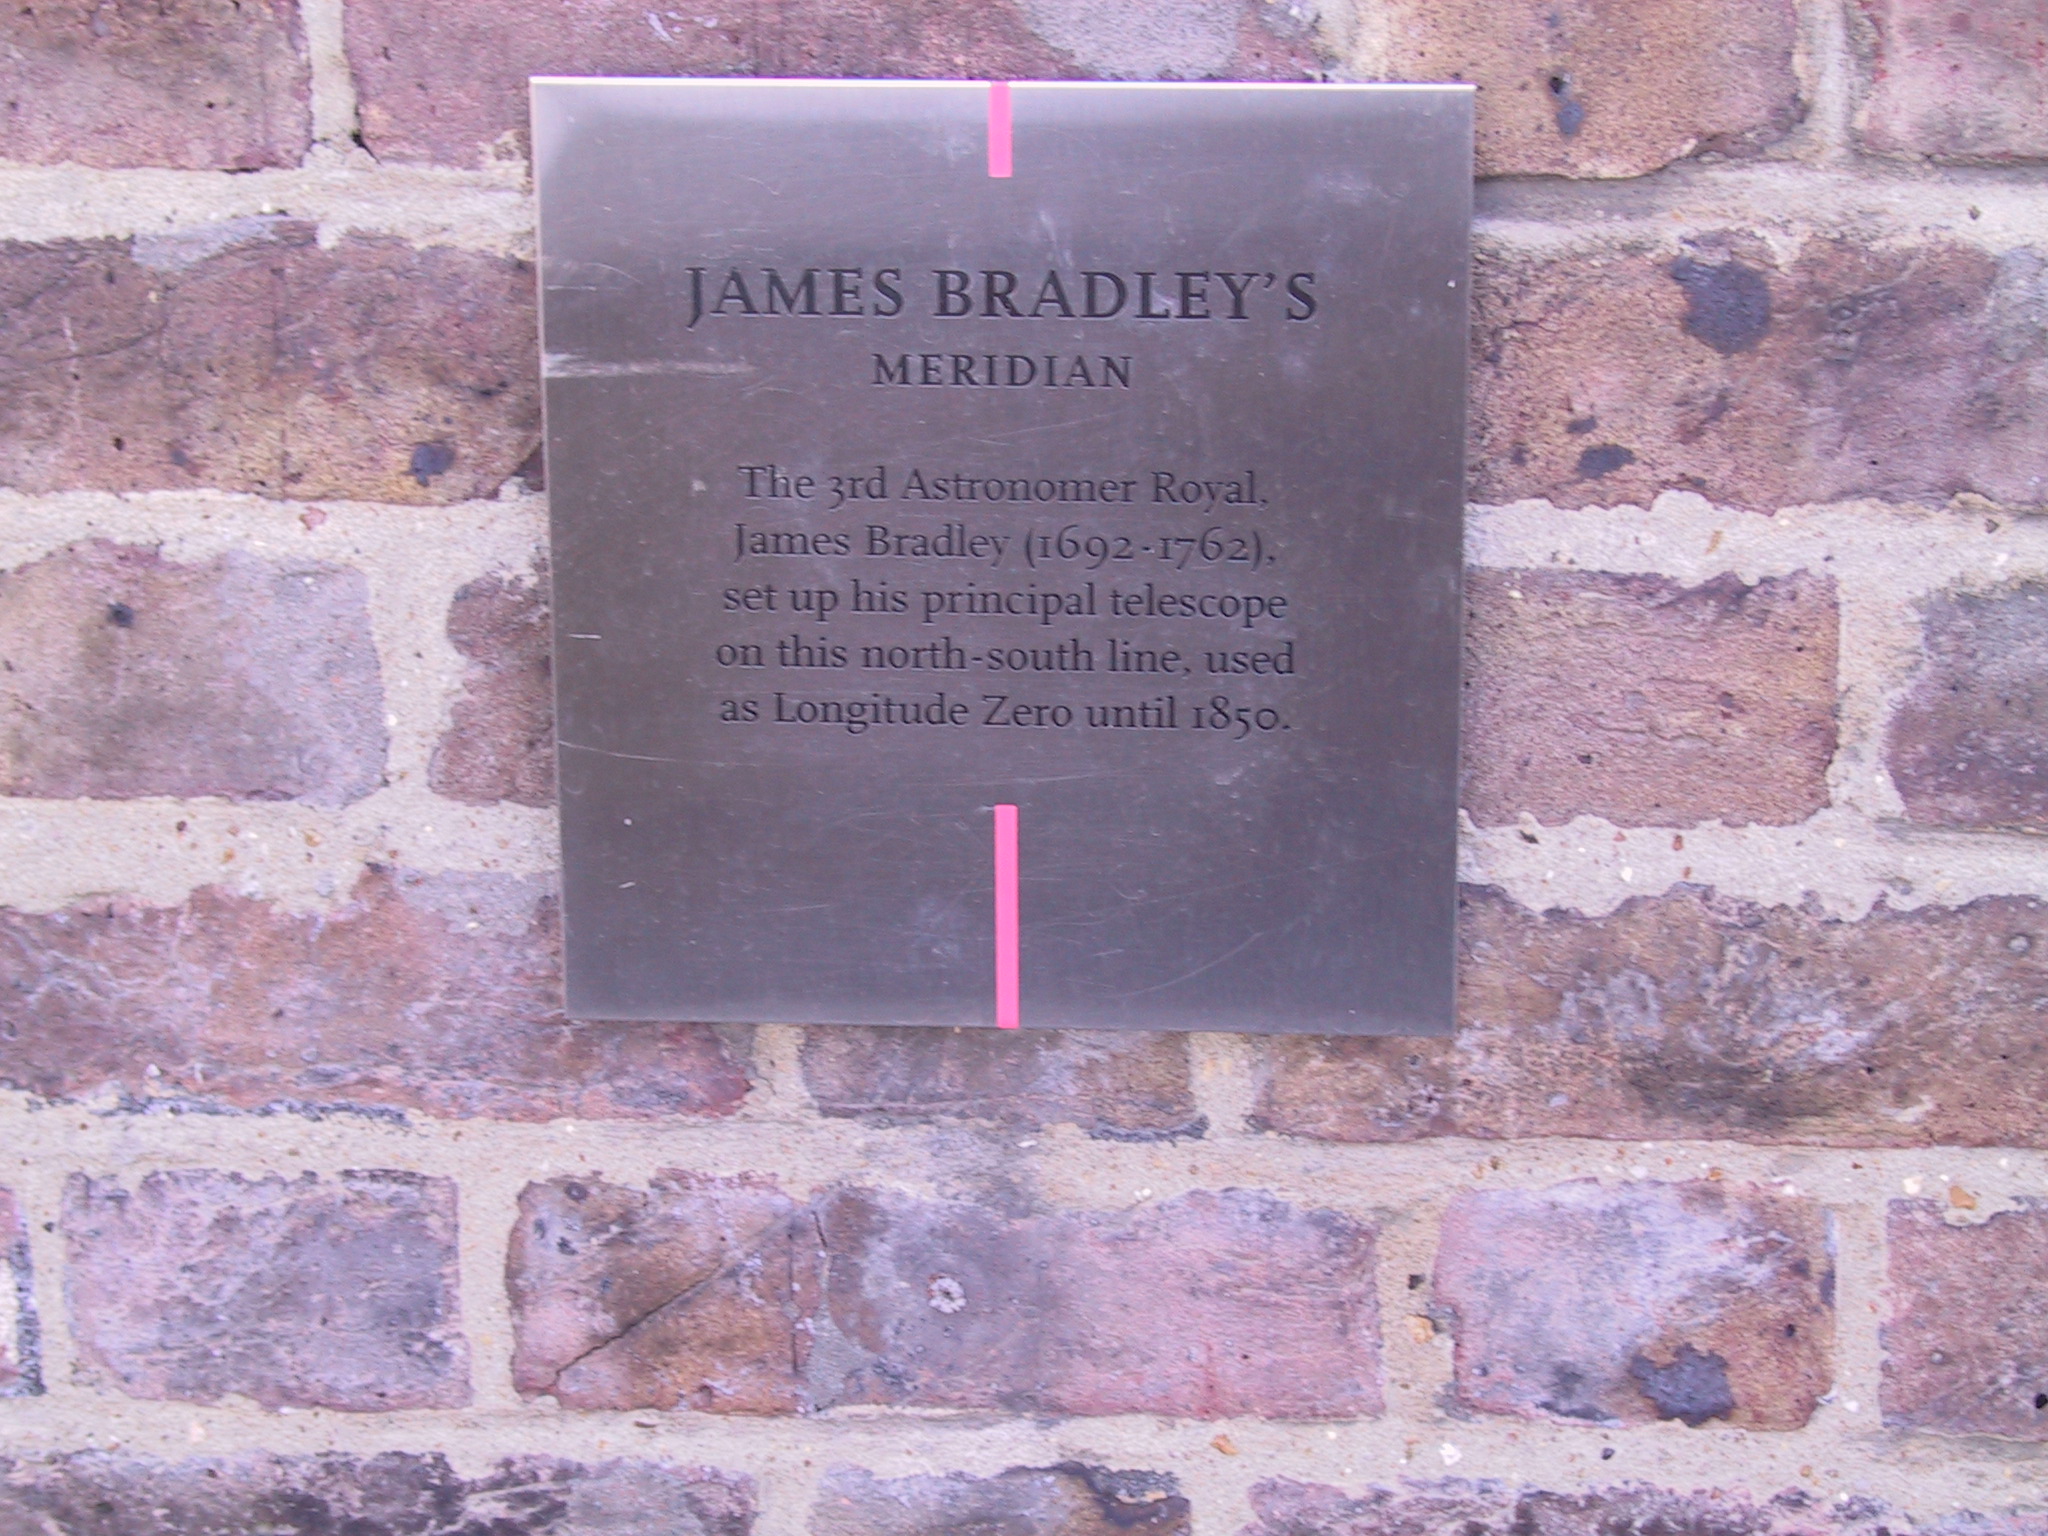 JAMES BRADLEY'S
MERIDIAN
The 3rd Astronomer Royal,
James Bradley (1692-1762),
set up his principal telescope
on this north-south line, used
as Longitude Zero until 1850.